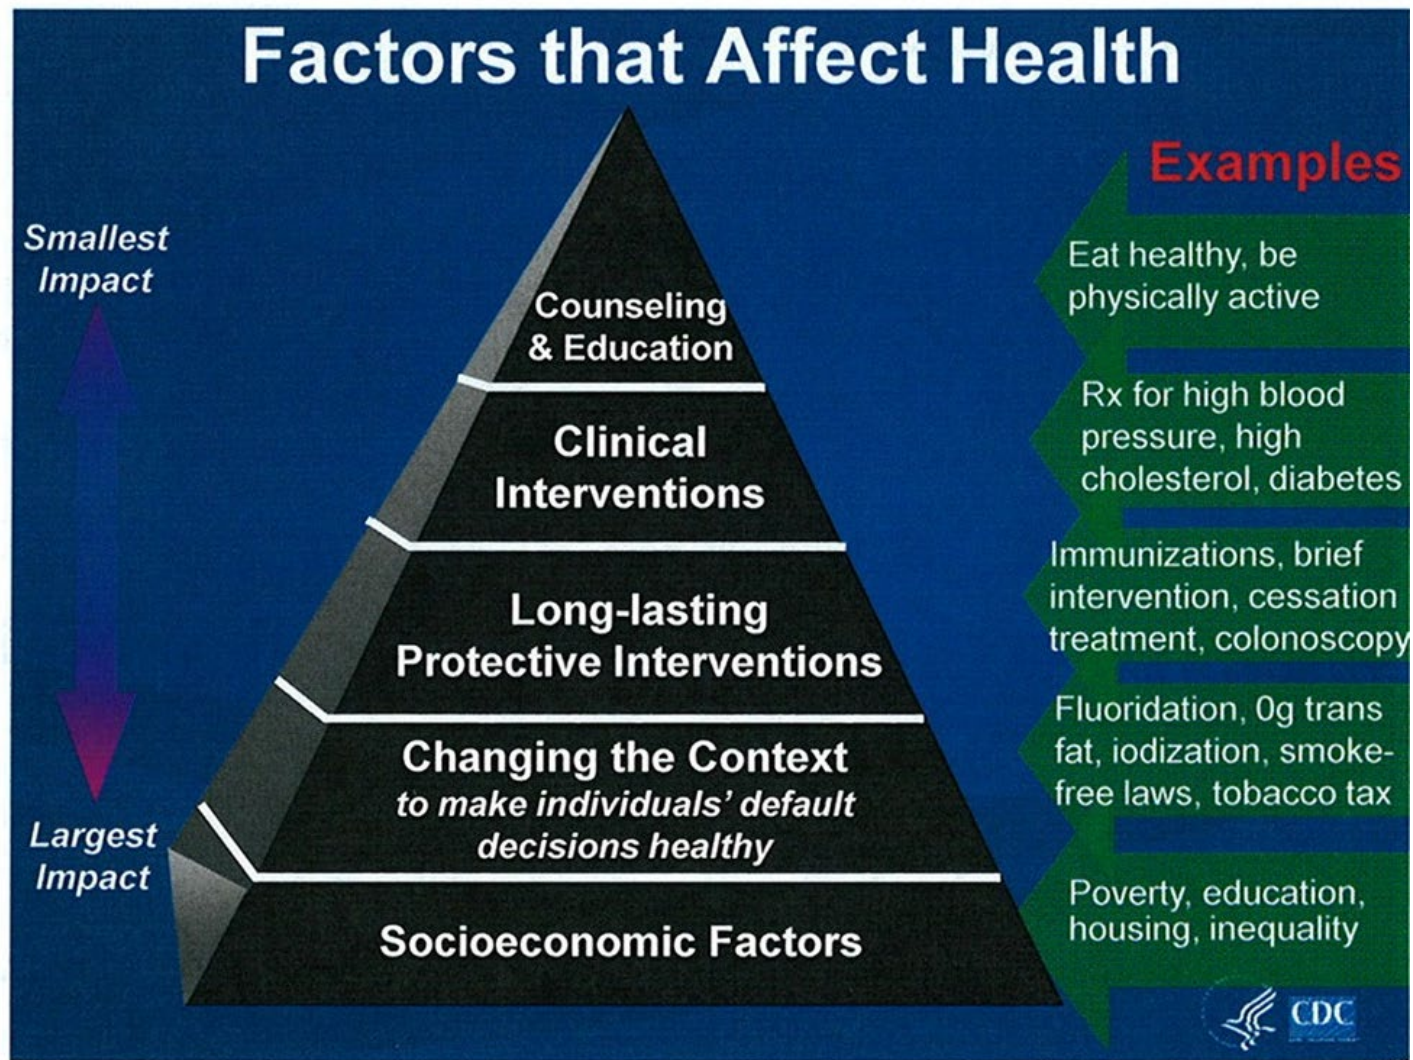 Factors that Affect Health
Smallest
Impact
Largest
Impact
Counseling
& Education
Clinical
Interventions
Long-lasting
Protective Interventions
Changing the Context
to make individuals’ default
decisions healthy
Socioeconomic Factors
Examples
Eat healthy, be
physically active
Rx for high blood
pressure, high
cholesterol, diabetes
Immunizations, brief
intervention, cessation
treatment, colonoscopy
Fluoridation, 0g trans
fat, iodization, smoke-
free laws, tobacco tax
Poverty, education,
housing, inequality
CDC